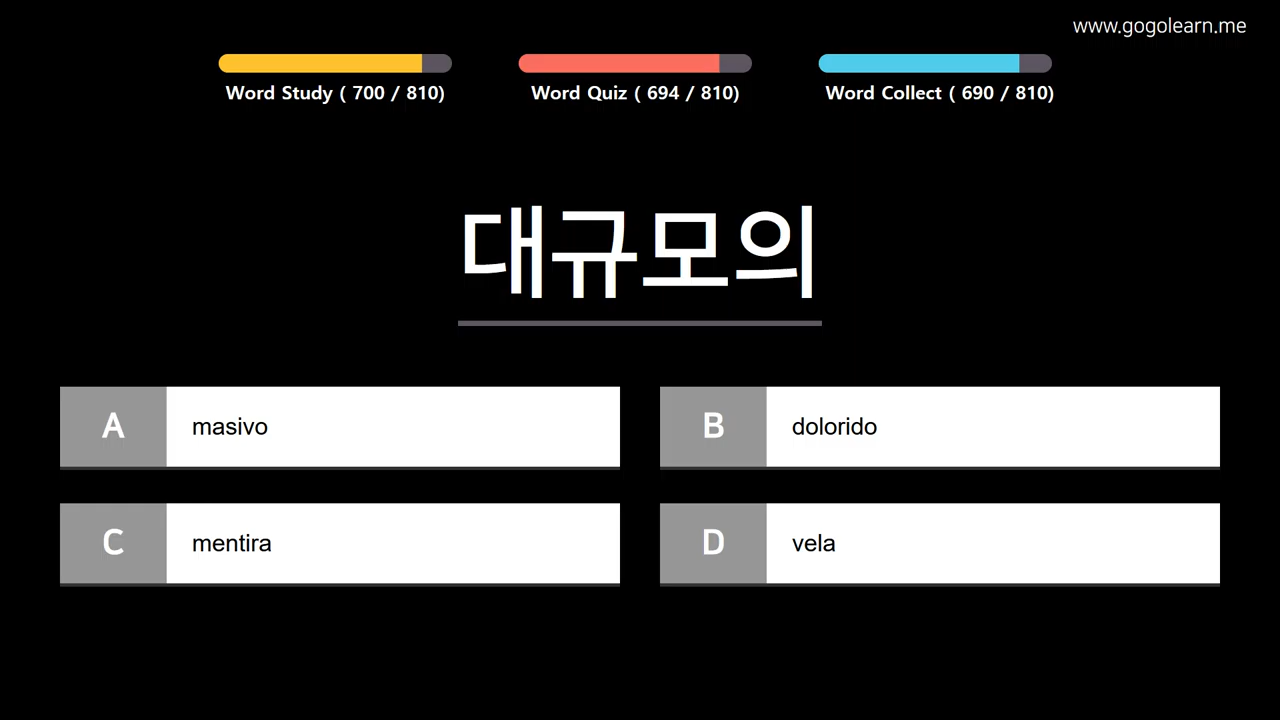 www.gogolearn.me
Word Study ( 700 / 810)
Word Quiz ( 694 / 810)
Word Collect ( 690 / 810)
대규모의
A masivo
B dolorido
C mentira
D vela